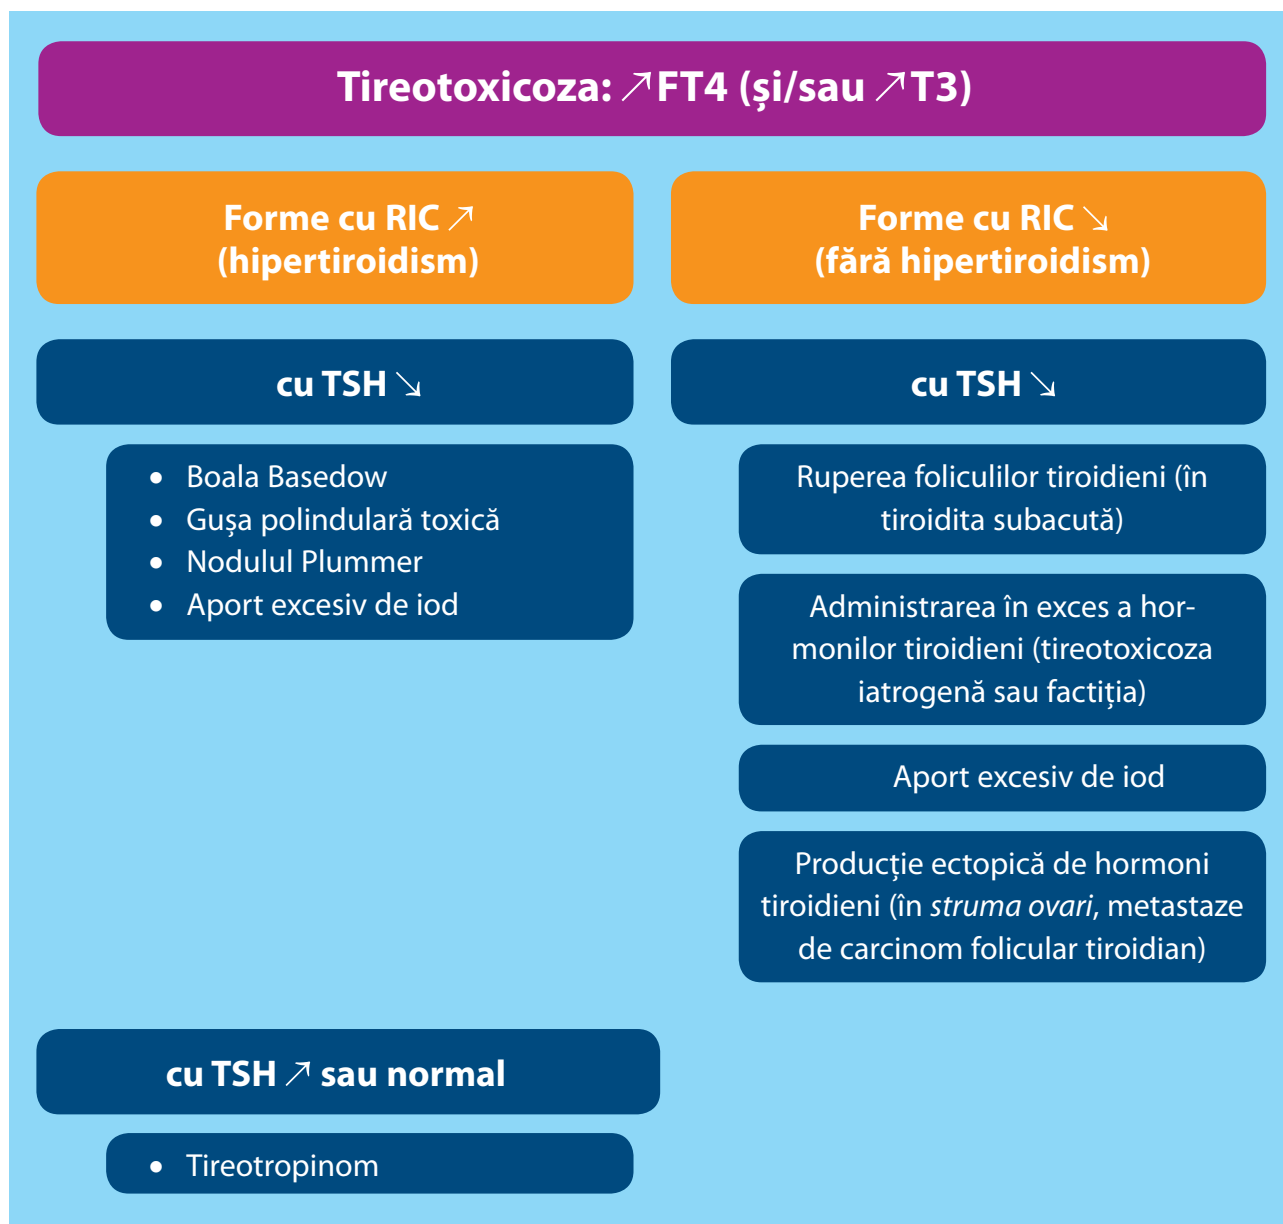 Tireotoxicoza: ↗FT4 (și/sau ↗T3)
Forme cu RIC ↗
(hipertiroidism)
cu TSH ↘
• Boala Basedow
• Gușa polindulară toxică
• Nodulul Plummer
• Aport excesiv de iod
cu TSH ↗ sau normal
• Tireotropinom
Forme cu RIC ↘
(fără hipertiroidism)
cu TSH ↘
Ruperea foliculilor tiroidieni (în
tiroidita subacută)
Administrarea în exces a hor-
monilor tiroidieni (tireotoxicoza
iatrogenă sau factiția)
Aport excesiv de iod
Producție ectopică de hormoni
tiroidieni (în struma ovari, metastaze
de carcinom folicular tiroidian)